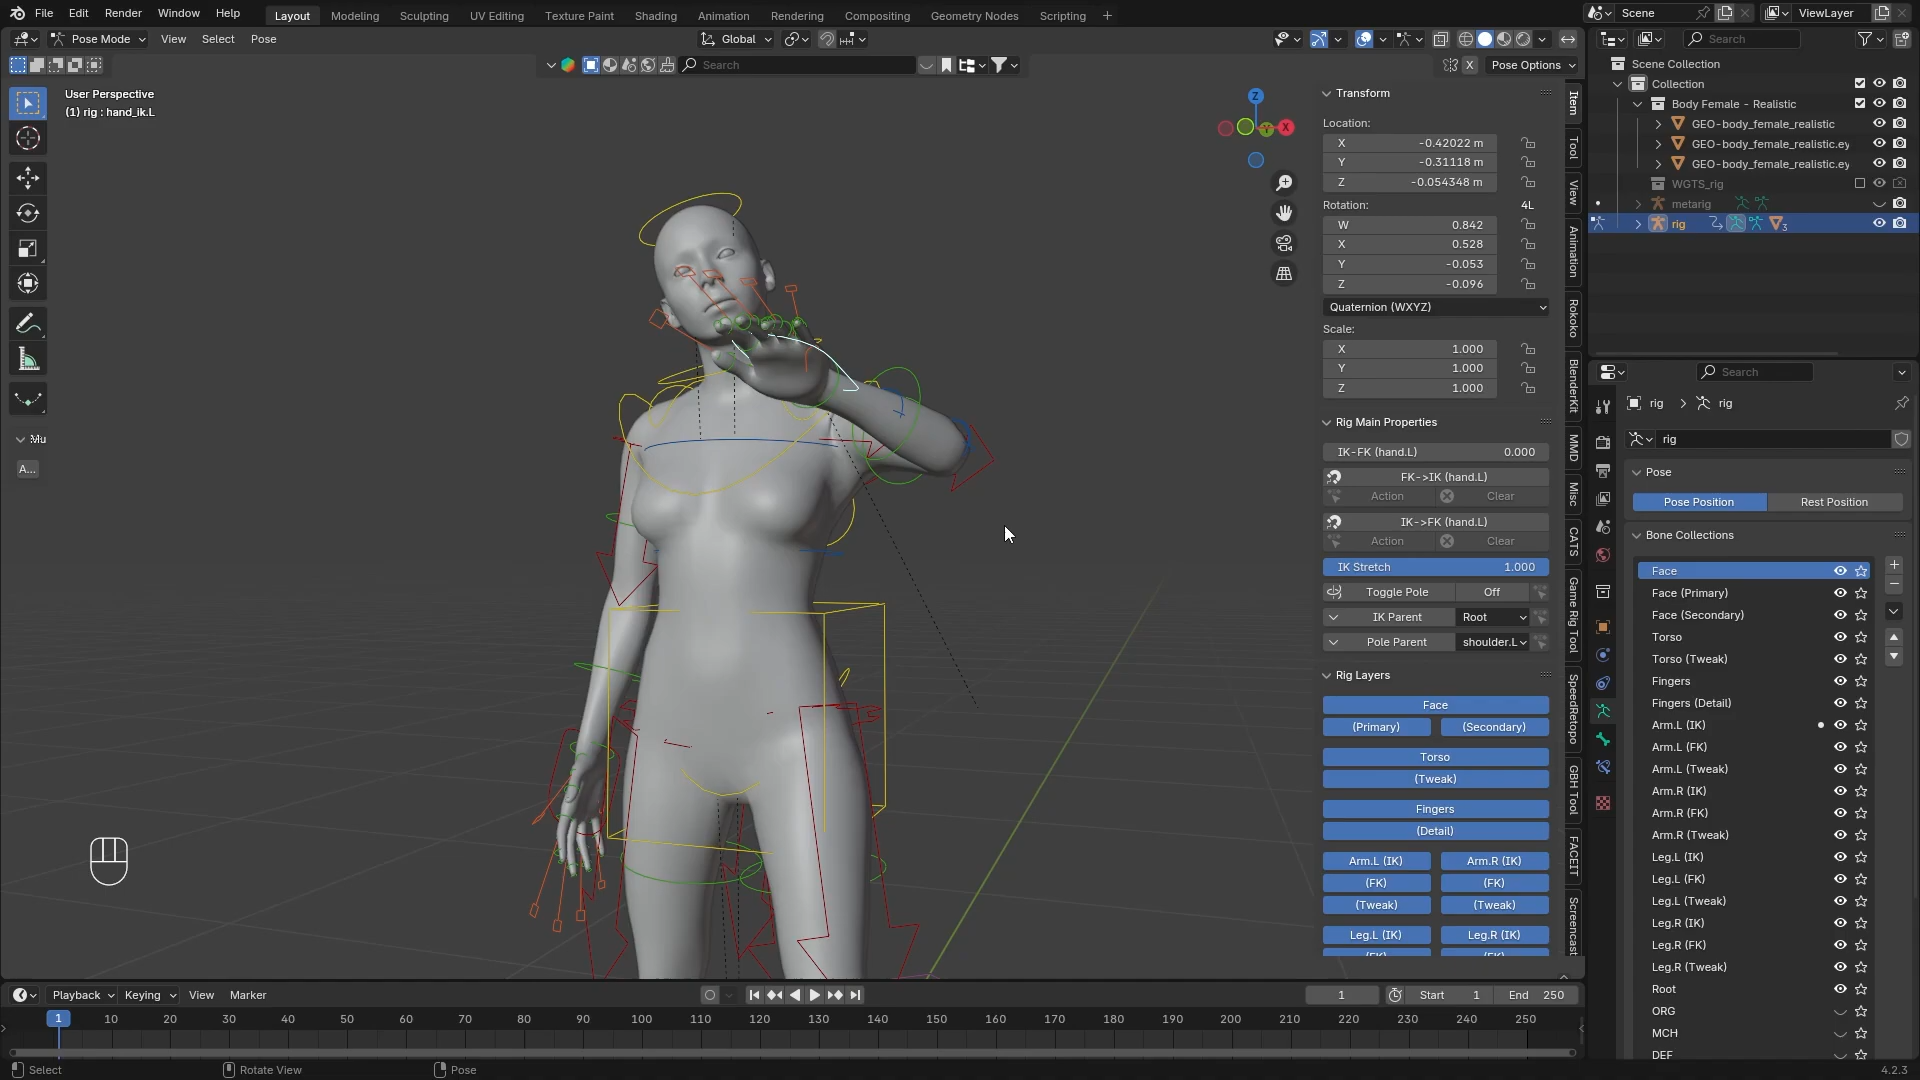 File Edit Render Window Help
Layout Modeling Sculpting UV Editing Texture Paint Shading Animation Rendering Compositing Geometry Nodes Scripting +
Scene
ViewLayer
Pose Mode View Select Pose
Global
Search
Search
X
Pose Options
User Perspective
(1) rig : hand_ik.L
Mu
A...
Z
X
Item
Tool
View
Animation
Rokoko
BlenderKit
MMD
Misc
CATS
Game Rig Tool
SpeedRetopo
GBH Tool
FACEIT
Screencast
Transform
Location:
X -0.42022 m
Y -0.31118 m
Z -0.054348 m
Rotation: 4L
W 0.842
X 0.528
Y -0.053
Z -0.096
Quaternion (WXYZ)
Scale:
X 1.000
Y 1.000
Z 1.000
Rig Main Properties
IK-FK (hand.L) 0.000
FK->IK (hand.L)
Action Clear
IK->FK (hand.L)
Action Clear
IK Stretch 1.000
Toggle Pole Off
IK Parent Root
Pole Parent shoulder.L
Rig Layers
Face
(Primary) (Secondary)
Torso
(Tweak)
Fingers
(Detail)
Arm.L (IK) Arm.R (IK)
(FK) (FK)
(Tweak) (Tweak)
Leg.L (IK) Leg.R (IK)
(FK) (FK)
Scene Collection
Collection
Body Female - Realistic
GEO-body_female_realistic
GEO-body_female_realistic.ey
GEO-body_female_realistic.ey
WGTS_rig
metarig
rig
3
Search
rig > rig
rig
Pose
Pose Position Rest Position
Bone Collections
Face
Face (Primary)
Face (Secondary)
Torso
Torso (Tweak)
Fingers
Fingers (Detail)
Arm.L (IK)
Arm.L (FK)
Arm.L (Tweak)
Arm.R (IK)
Arm.R (FK)
Arm.R (Tweak)
Leg.L (IK)
Leg.L (FK)
Leg.L (Tweak)
Leg.R (IK)
Leg.R (FK)
Leg.R (Tweak)
Root
ORG
MCH
DEF
Playback Keying View Marker
1
Start 1 End 250
1 10 20 30 40 50 60 70 80 90 100 110 120 130 140 150 160 170 180 190 200 210 220 230 240 250
Select Rotate View Pose
4.2.3